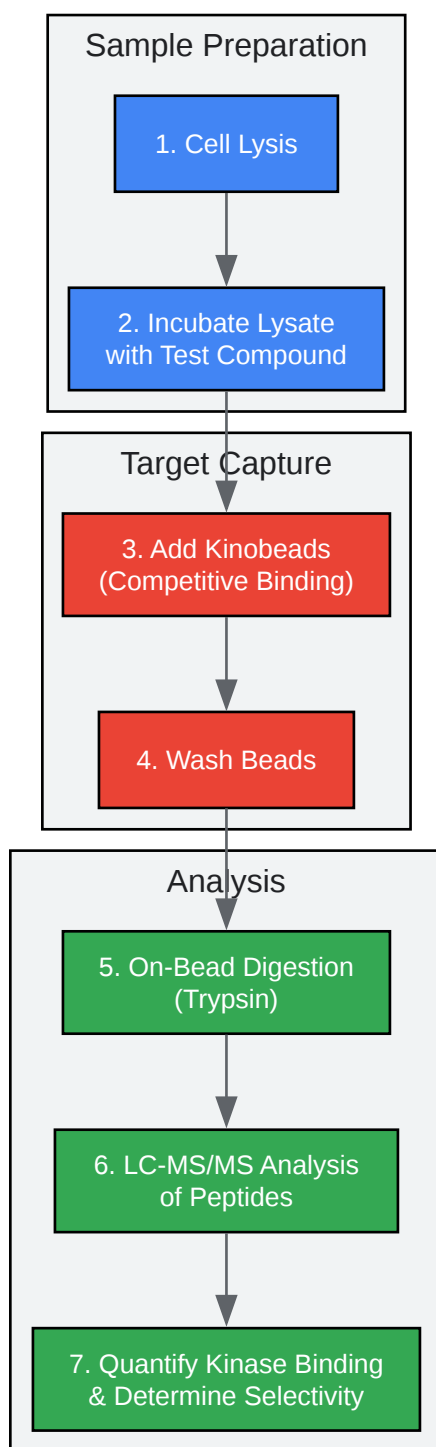 Sample Preparation
1. Cell Lysis
2. Incubate Lysate
with Test Compound
Target Capture
3. Add Kinobeads
(Competitive Binding)
4. Wash Beads
Analysis
5. On-Bead Digestion
(Trypsin)
6. LC-MS/MS Analysis
of Peptides
7. Quantify Kinase Binding
& Determine Selectivity